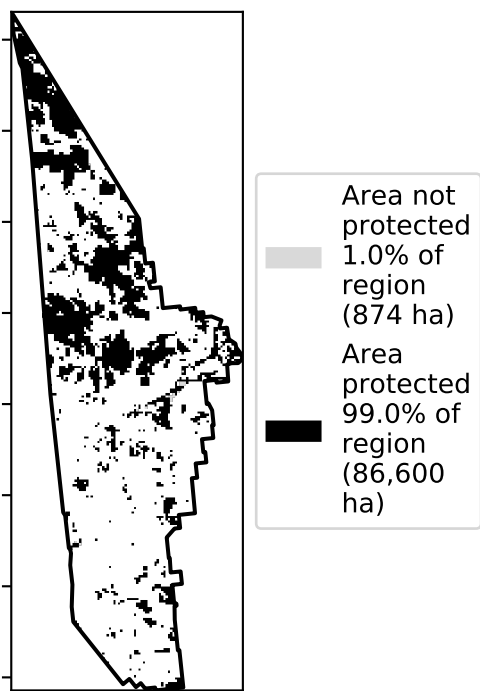 Area not
protected
1.0% of
region
(874 ha)
Area
protected
99.0% of
region
(86,600
ha)